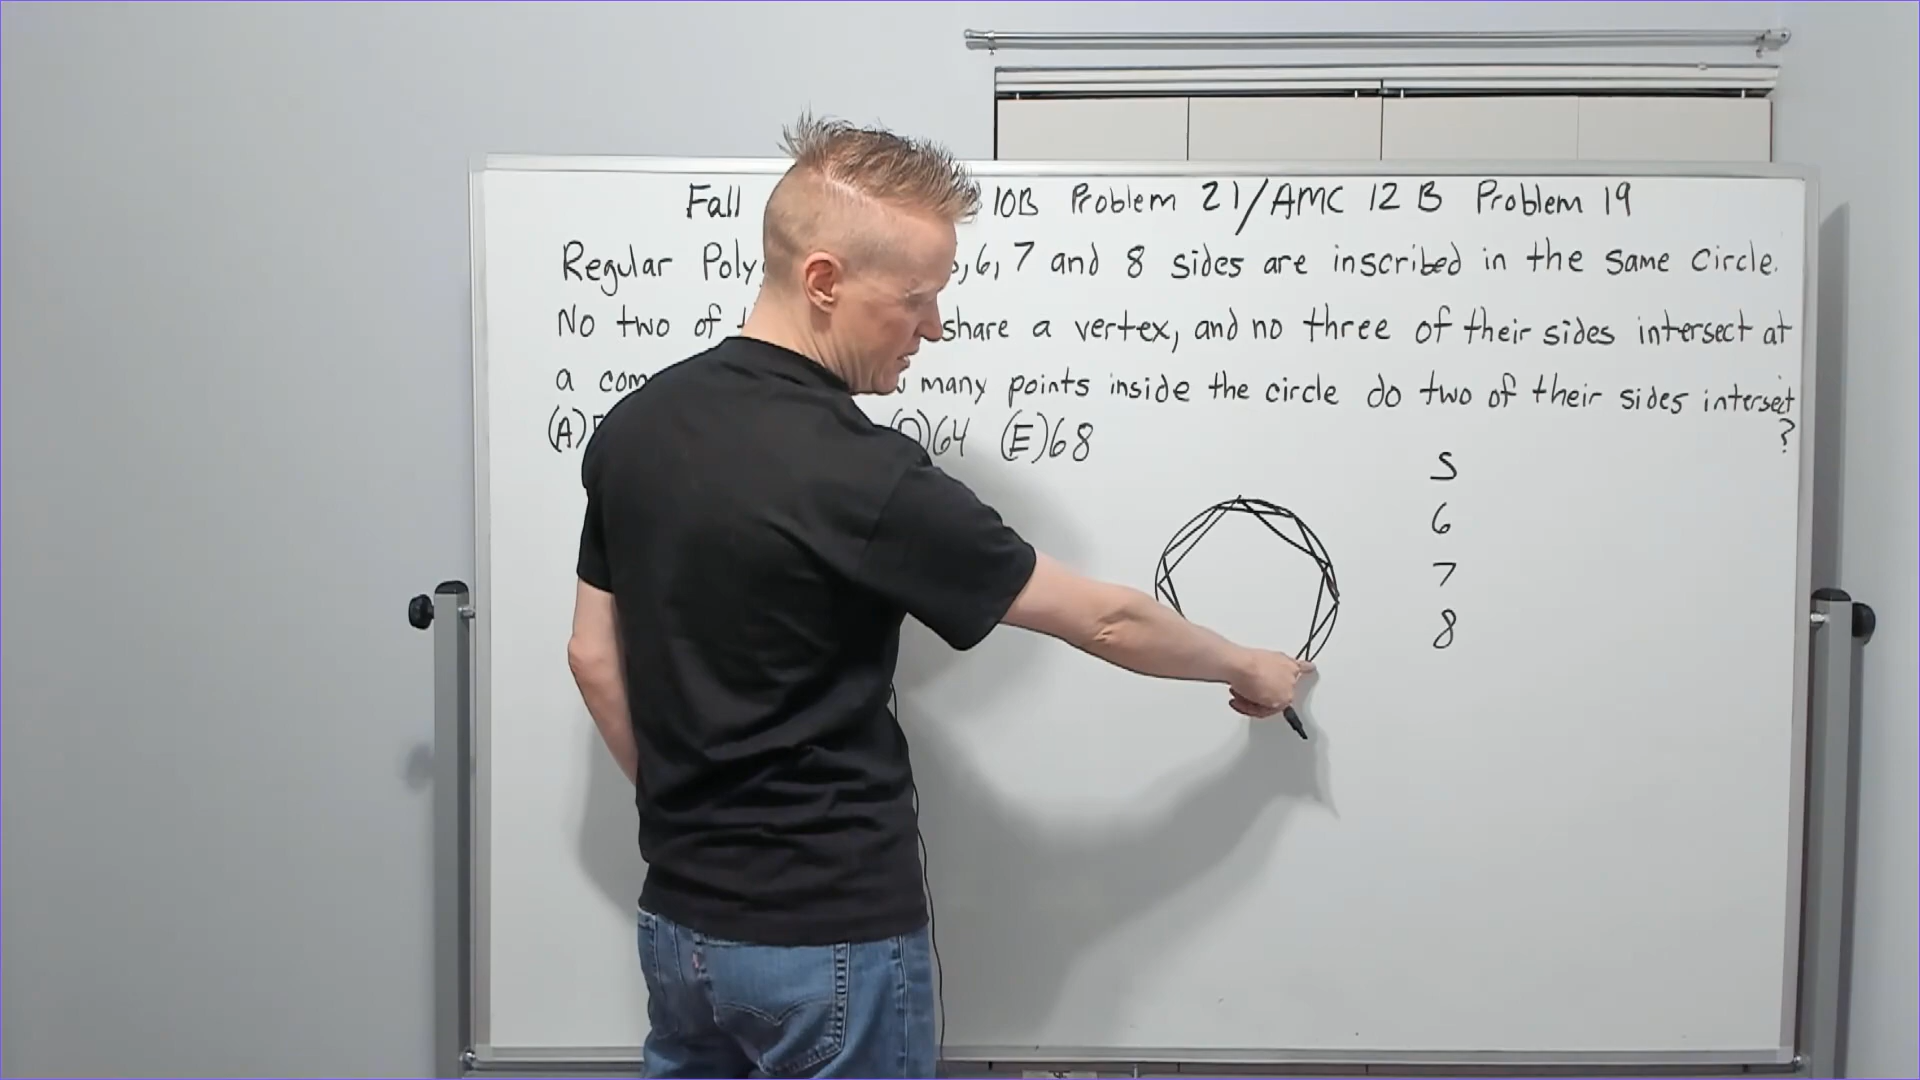 Fall 10B Problem 21/AMC 12 B Problem 19
Regular Poly ,6,7 and 8 sides are inscribed in the same circle.
No two of share a vertex, and no three of their sides intersect at
a com many points inside the circle do two of their sides intersect
?
(A) (D)64 (E)68
5
6
7
8